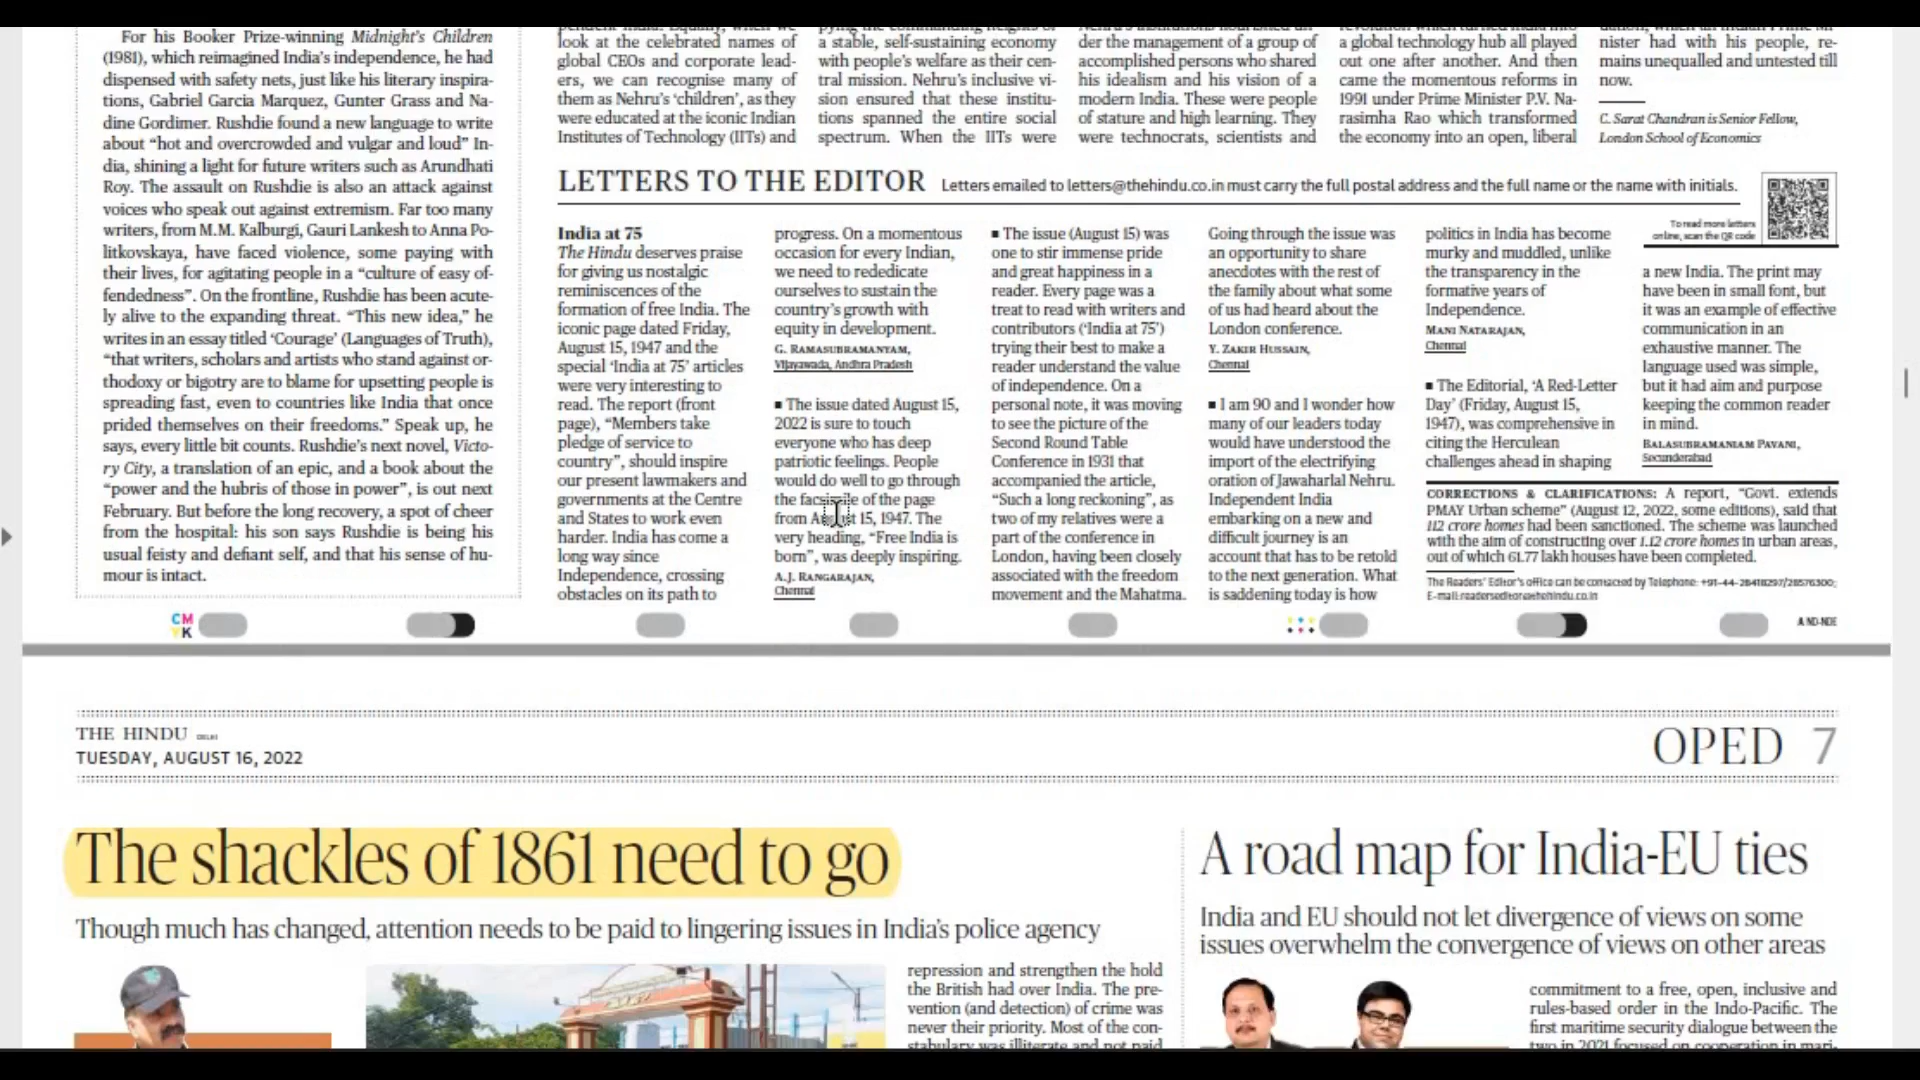 For his Booker Prize-winning Midnight's Children
(1981), which reimagined India's independence, he had
dispensed with safety nets, just like his literary inspira-
tions, Gabriel Garcia Marquez, Gunter Grass and Na-
dine Gordimer. Rushdie found a new language to write
about “hot and overcrowded and vulgar and loud” In-
dia, shining a light for future writers such as Arundhati
Roy. The assault on Rushdie is also an attack against
voices who speak out against extremism. Far too many
writers, from M.M. Kalburgi, Gauri Lankesh to Anna Po-
litkovskaya, have faced violence, some paying with
their lives, for agitating people in a “culture of easy of-
fendedness”. On the frontline, Rushdie has been acute-
ly alive to the expanding threat. “This new idea,” he
writes in an essay titled ‘Courage’ (Languages of Truth),
“that writers, scholars and artists who stand against or-
thodoxy or bigotry are to blame for upsetting people is
spreading fast, even to countries like India that once
prided themselves on their freedoms.” Speak up, he
says, every little bit counts. Rushdie's next novel, Victo-
ry City, a translation of an epic, and a book about the
“power and the hubris of those in power”, is out next
February. But before the long recovery, a spot of cheer
from the hospital: his son says Rushdie is being his
usual feisty and defiant self, and that his sense of hu-
mour is intact.
look at the celebrated names of
global CEOs and corporate lead-
ers, we can recognise many of
them as Nehru's ‘children’, as they
were educated at the iconic Indian
Institutes of Technology (IITs) and
a stable, self-sustaining economy
with people's welfare as their cen-
tral mission. Nehru's inclusive vi-
sion ensured that these institu-
tions spanned the entire social
spectrum. When the IITs were
der the management of a group of
accomplished persons who shared
his idealism and his vision of a
modern India. These were people
of stature and high learning. They
were technocrats, scientists and
a global technology hub all played
out one after another. And then
came the momentous reforms in
1991 under Prime Minister P.V. Na-
rasimha Rao which transformed
the economy into an open, liberal
nister had with his people, re-
mains unequalled and untested till
now.
C. Sarat Chandran is Senior Fellow,
London School of Economics
LETTERS TO THE EDITOR Letters emailed to letters@thehindu.co.in must carry the full postal address and the full name or the name with initials.
To read more letters
online, scan the QR code
India at 75
The Hindu deserves praise
for giving us nostalgic
reminiscences of the
formation of free India. The
iconic page dated Friday,
August 15, 1947 and the
special ‘India at 75’ articles
were very interesting to
read. The report (front
page), “Members take
pledge of service to
country”, should inspire
our present lawmakers and
governments at the Centre
and States to work even
harder. India has come a
long way since
Independence, crossing
obstacles on its path to
progress. On a momentous
occasion for every Indian,
we need to rededicate
ourselves to sustain the
country's growth with
equity in development.
G. RAMASUBRAMANYAM,
Vijayawada, Andhra Pradesh
■ The issue dated August 15,
2022 is sure to touch
everyone who has deep
patriotic feelings. People
would do well to go through
the of the page
from 15, 1947. The
very heading, “Free India is
born”, was deeply inspiring.
A.J. RANGARAJAN,
Chennai
■ The issue (August 15) was
one to stir immense pride
and great happiness in a
reader. Every page was a
treat to read with writers and
contributors (‘India at 75’)
trying their best to make a
reader understand the value
of independence. On a
personal note, it was moving
to see the picture of the
Second Round Table
Conference in 1931 that
accompanied the article,
“Such a long reckoning”, as
two of my relatives were a
part of the conference in
London, having been closely
associated with the freedom
movement and the Mahatma.
Going through the issue was
an opportunity to share
anecdotes with the rest of
the family about what some
of us had heard about the
London conference.
Y. ZAKIR HUSSAIN,
Chennai
■ I am 90 and I wonder how
many of our leaders today
would have understood the
import of the electrifying
oration of Jawaharlal Nehru.
Independent India
embarking on a new and
difficult journey is an
account that has to be retold
to the next generation. What
is saddening today is how
politics in India has become
murky and muddled, unlike
the transparency in the
formative years of
Independence.
MANI NATARAJAN,
Chennai
■ The Editorial, ‘A Red-Letter
Day’ (Friday, August 15,
1947), was comprehensive in
citing the Herculean
challenges ahead in shaping
a new India. The print may
have been in small font, but
it was an example of effective
communication in an
exhaustive manner. The
language used was simple,
but it had aim and purpose
keeping the common reader
in mind.
BALASUBRAMANIAM PAVANI,
Secunderabad
CORRECTIONS & CLARIFICATIONS: A report, “Govt. extends
PMAY Urban scheme” (August 12, 2022, some editions), said that
112 crore homes had been sanctioned. The scheme was launched
with the aim of constructing over 1.12 crore homes in urban areas,
out of which 61.77 lakh houses have been completed.
The Readers' Editor's office can be contacted by Telephone: +91-44-28418297/28576300;
E-mail:readerseditor@thehindu.co.in
CM
YK
A ND-NDE
THE HINDU DELHI
TUESDAY, AUGUST 16, 2022
OPED 7
The shackles of 1861 need to go
Though much has changed, attention needs to be paid to lingering issues in India's police agency
repression and strengthen the hold
the British had over India. The pre-
vention (and detection) of crime was
never their priority. Most of the con-
stabulary was illiterate and not paid
A road map for India-EU ties
India and EU should not let divergence of views on some
issues overwhelm the convergence of views on other areas
commitment to a free, open, inclusive and
rules-based order in the Indo-Pacific. The
first maritime security dialogue between the
two in 2021 focused on cooperation in mari-